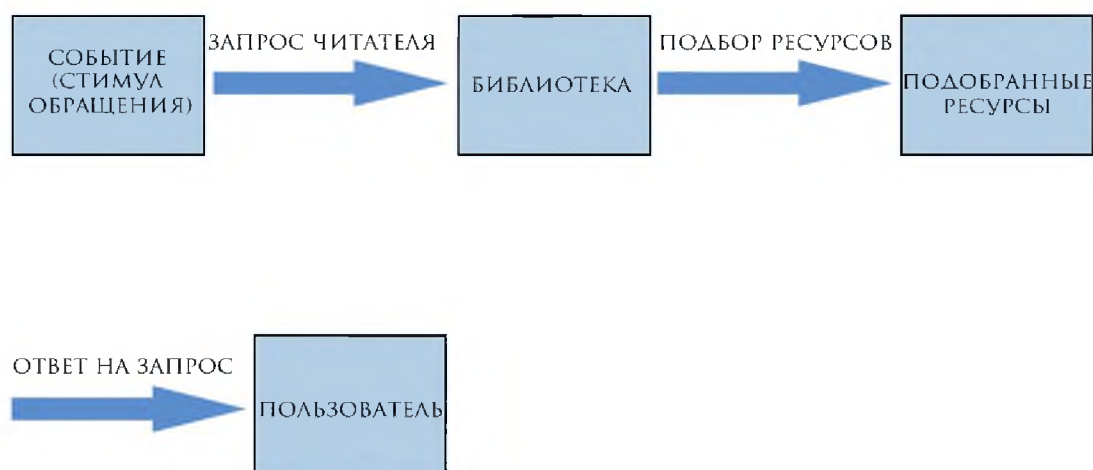 СОБЫТИЕ
(СТИМУЛ
ОБРАЩЕНИЯ)
ЗАПРОС ЧИТАТЕЛЯ
БИБЛИОТЕКА
ПОДБОР РЕСУРСОВ
ПОДОБРАННЫЕ
РЕСУРСЫ
ОТВЕТ НА ЗАПРОС
ПОЛЬЗОВАТЕЛЬ